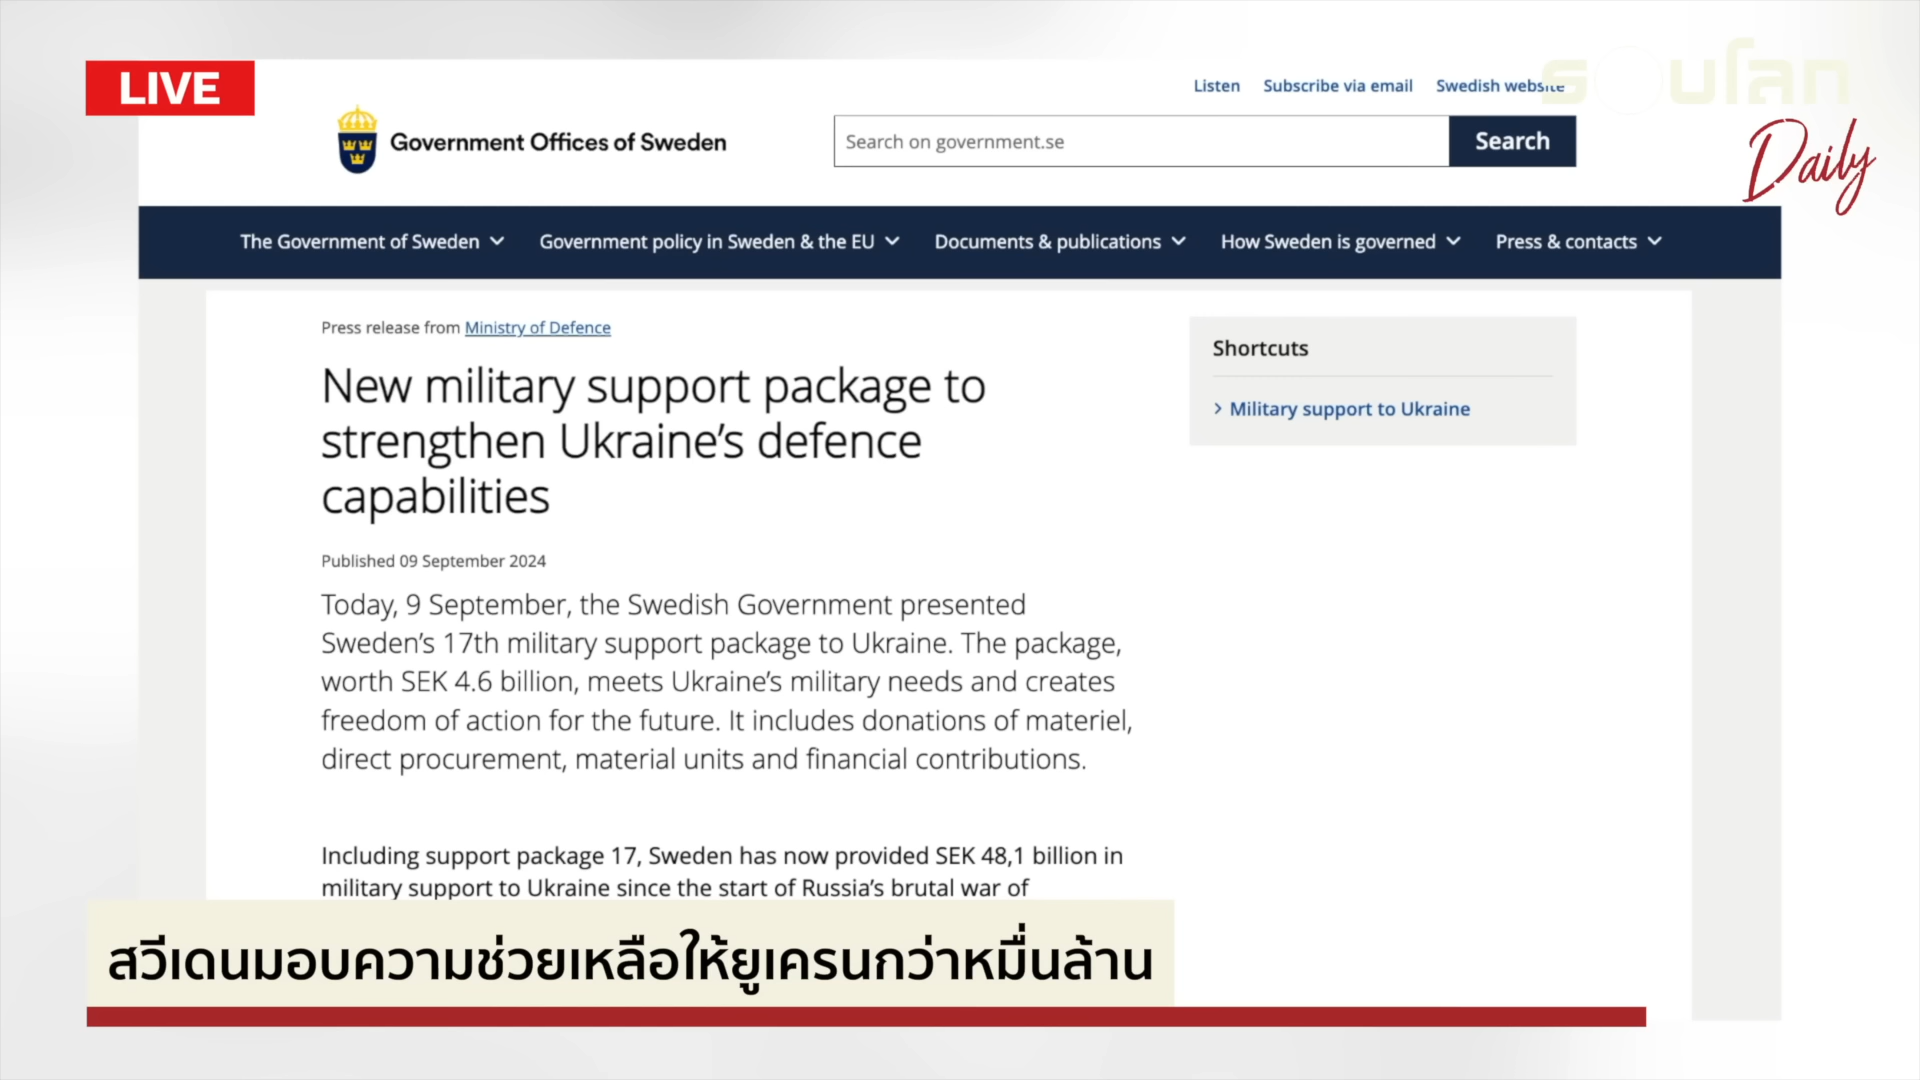 LIVE
Listen Subscribe via email Swedish website
รอบโลก
Daily
Government Offices of Sweden
Search on government.se
Search
The Government of Sweden Government policy in Sweden & the EU Documents & publications How Sweden is governed Press & contacts
Press release from Ministry of Defence
New military support package to
strengthen Ukraine’s defence
capabilities
Published 09 September 2024
Today, 9 September, the Swedish Government presented
Sweden’s 17th military support package to Ukraine. The package,
worth SEK 4.6 billion, meets Ukraine’s military needs and creates
freedom of action for the future. It includes donations of materiel,
direct procurement, material units and financial contributions.
Including support package 17, Sweden has now provided SEK 48,1 billion in
military support to Ukraine since the start of Russia’s brutal war of
Shortcuts
Military support to Ukraine
สวีเดนมอบความช่วยเหลือให้ยูเครนกว่าหมื่นล้าน